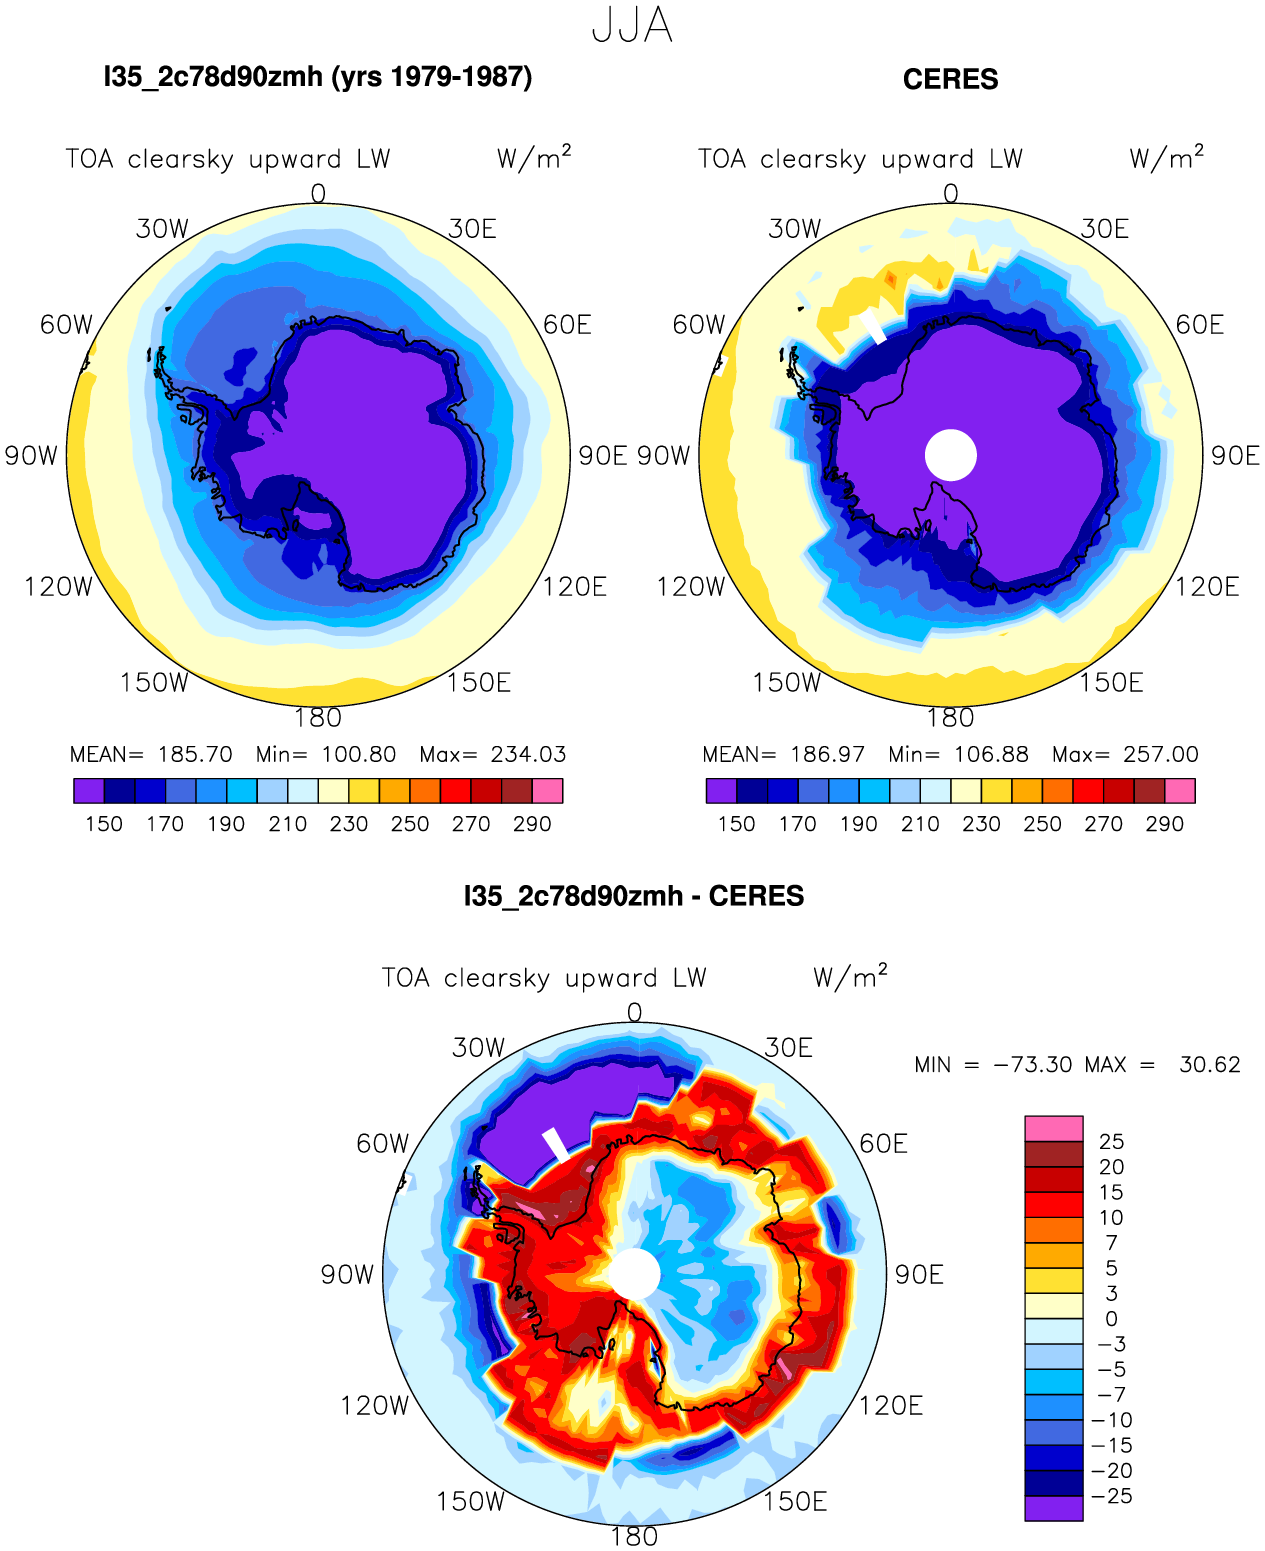 JJA
l35_2c78d90zmh (yrs 1979-1987) CERES
TOA clearsky upward LW W/m² TOA clearsky upward LW W/m²
0 0
30W 30E 30W 30E
60W 60E 60W 60E
90W 90E 90W 90E
120W 120E 120W 120E
150W 150E 150W 150E
180 180
MEAN= 185.70 Min= 100.80 Max= 234.03 MEAN= 186.97 Min= 106.88 Max= 257.00
150 170 190 210 230 250 270 290 150 170 190 210 230 250 270 290
l35_2c78d90zmh - CERES
TOA clearsky upward LW W/m²
0
30W 30E
MIN = −73.30 MAX = 30.62
60W 60E
90W 90E
120W 120E
150W 150E
180
25
20
15
10
7
5
3
0
−3
−5
−7
−10
−15
−20
−25